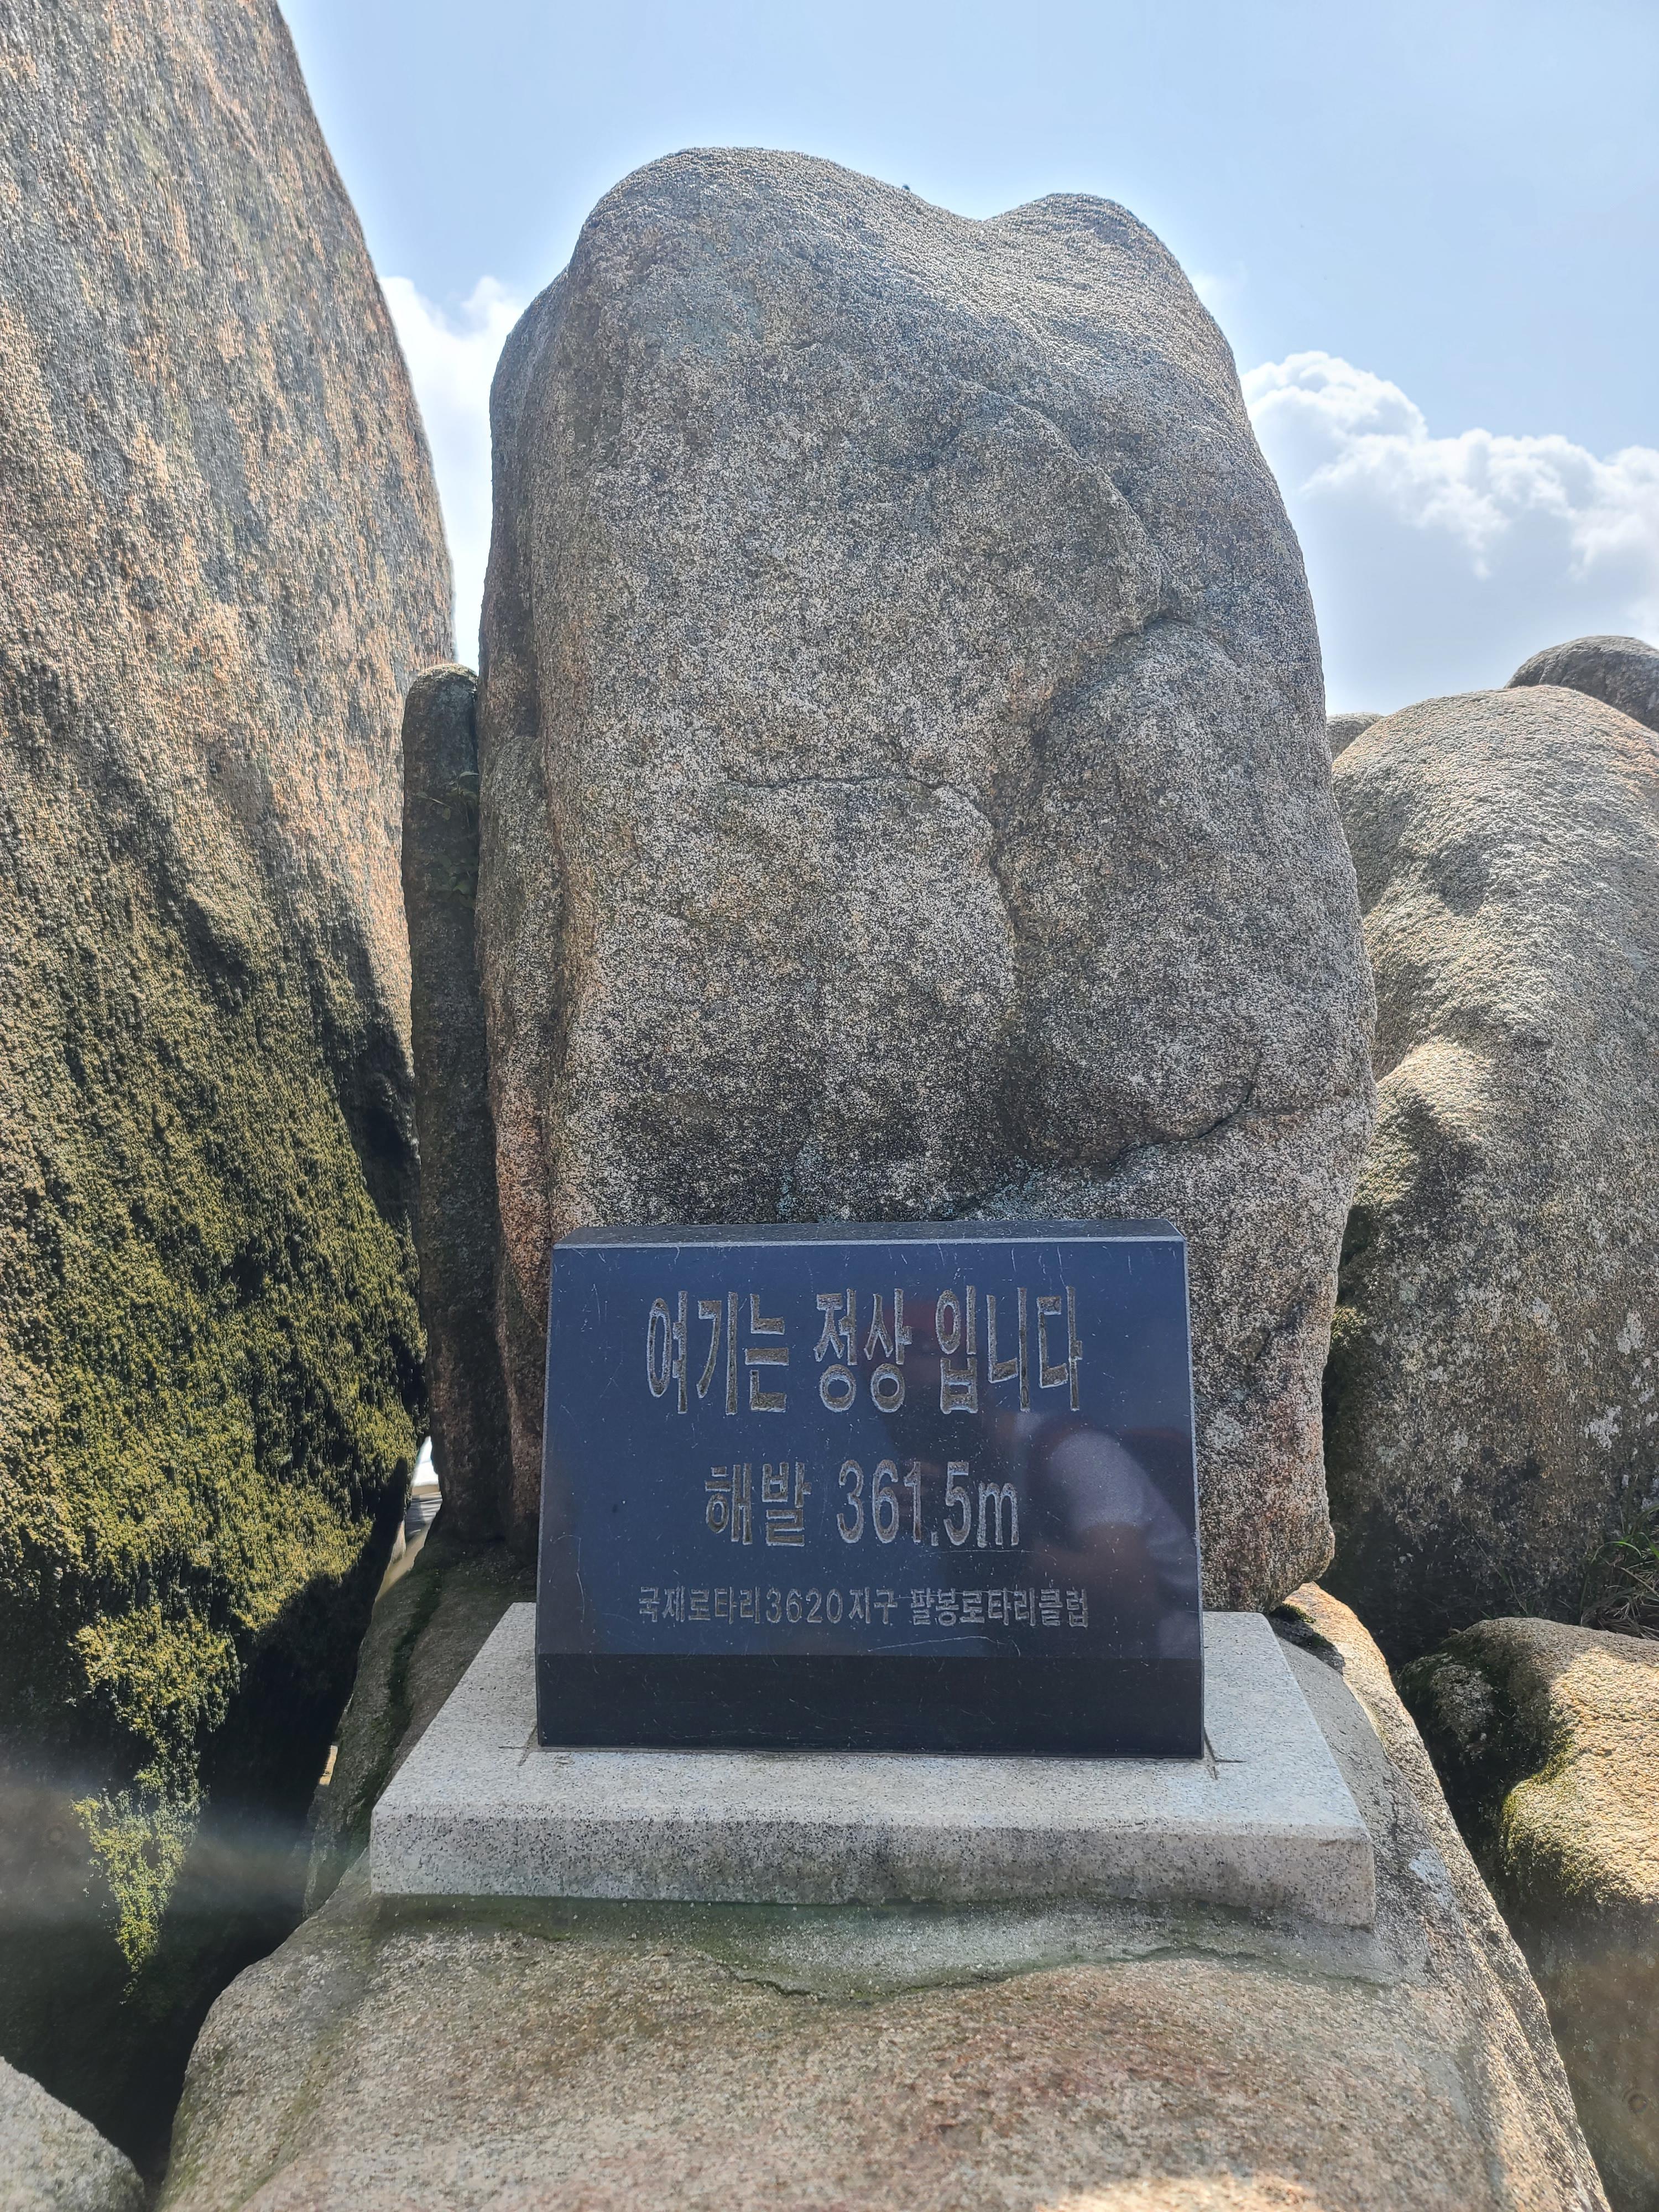 여기는 정상 입니다
해발 361.5m
국제로타리3620지구 팔봉로타리클럽